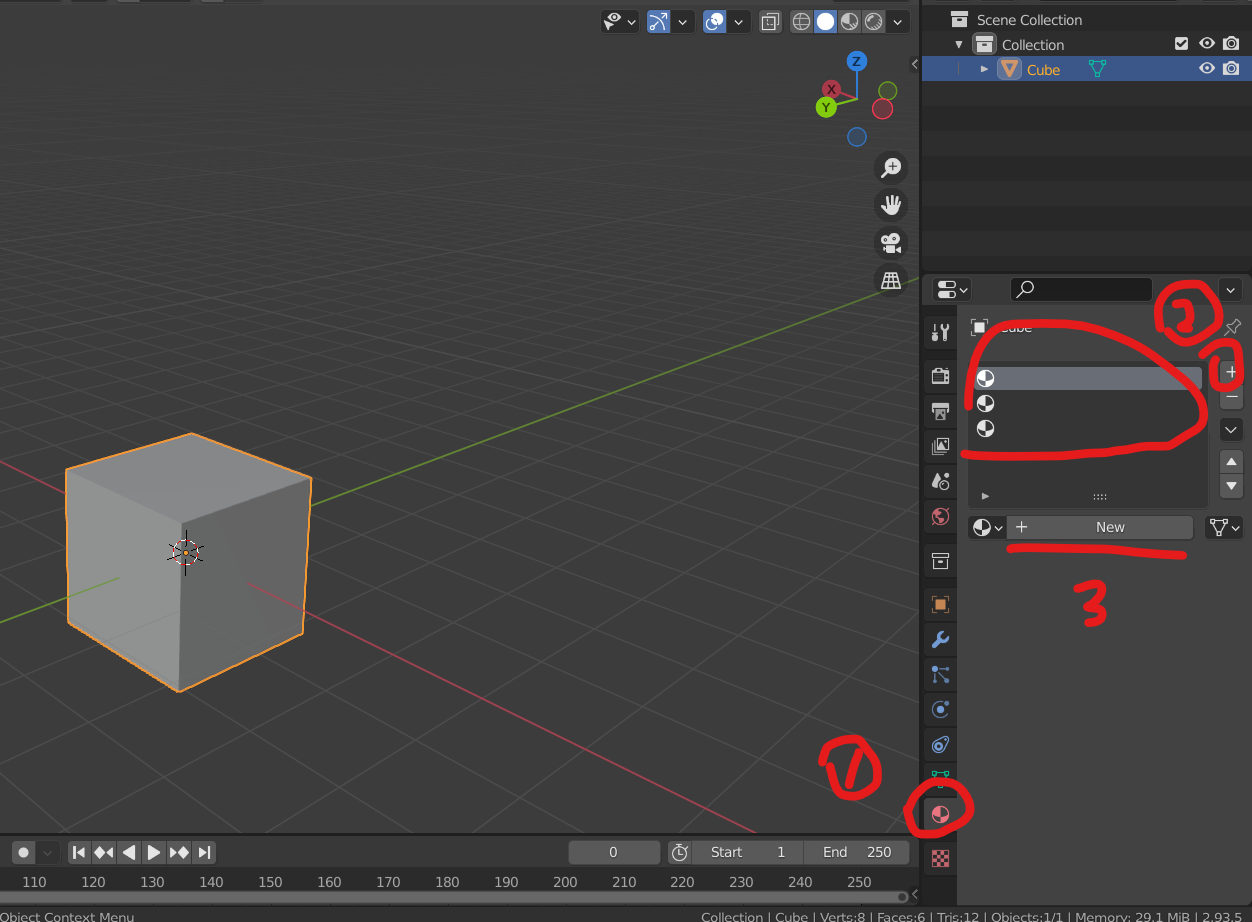 Scene Collection
Collection
Cube
Z
X
Y
2
Cube
New
3
1
0
Start 1
End 250
110 120 130 140 150 160 170 180 190 200 210 220 230 240 250
Object Context Menu
Collection | Cube | Verts:8 | Faces:6 | Tris:12 | Objects:1/1 | Memory: 29.1 MiB | 2.93.5